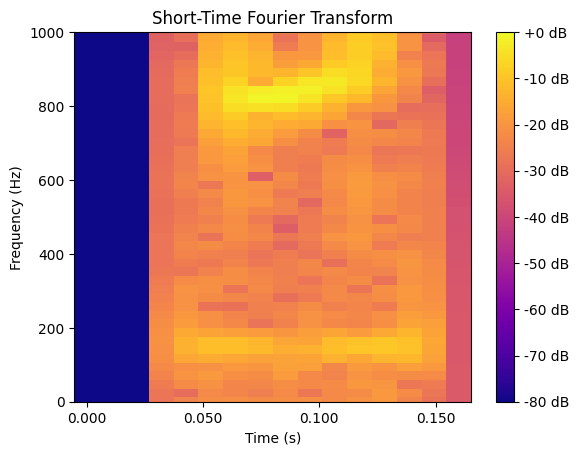 Short-Time Fourier Transform
1000
800
600
400
200
0
Frequency (Hz)
0.000
0.050
0.100
0.150
Time (s)
+0 dB
-10 dB
-20 dB
-30 dB
-40 dB
-50 dB
-60 dB
-70 dB
-80 dB